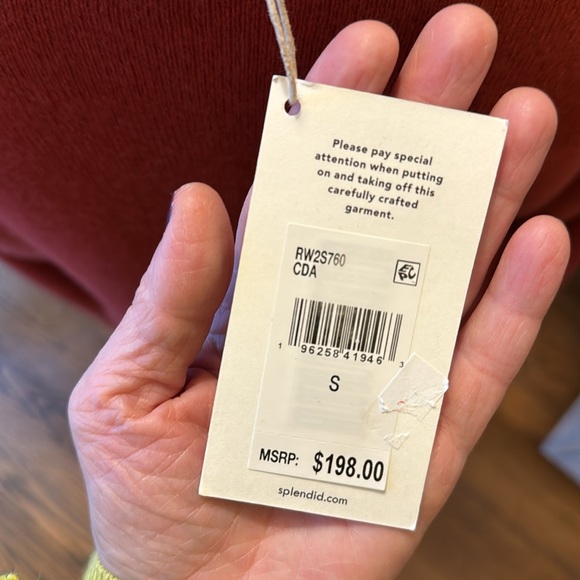 Please pay special
attention when putting
on and taking off this
carefully crafted
garment.
RW2S760
CDA
1 96258 41946 3
S
MSRP: $198.00
splendid.com